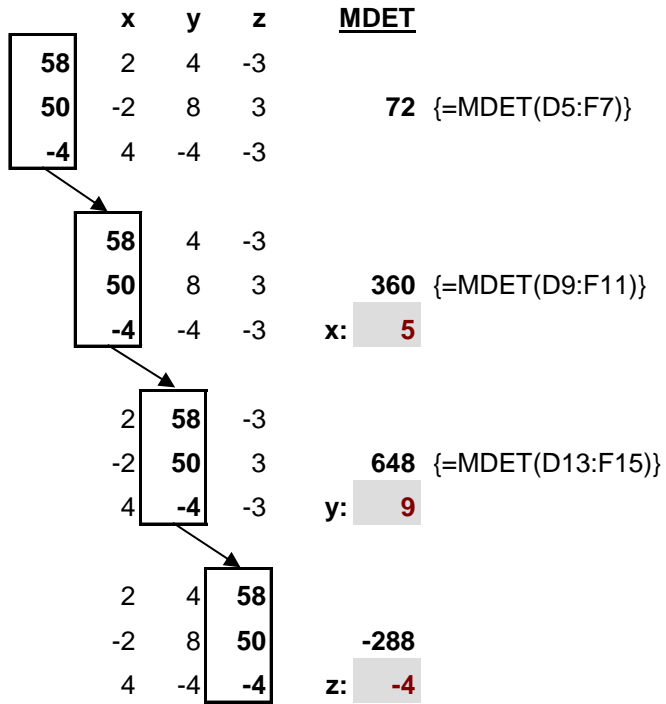 x y z MDET
58 2 4 -3
50 -2 8 3 72 {=MDET(D5:F7)}
-4 4 -4 -3
58 4 -3
50 8 3 360 {=MDET(D9:F11)}
-4 -4 -3 x: 5
2 58 -3
-2 50 3 648 {=MDET(D13:F15)}
4 -4 -3 y: 9
2 4 58
-2 8 50 -288
4 -4 -4 z: -4